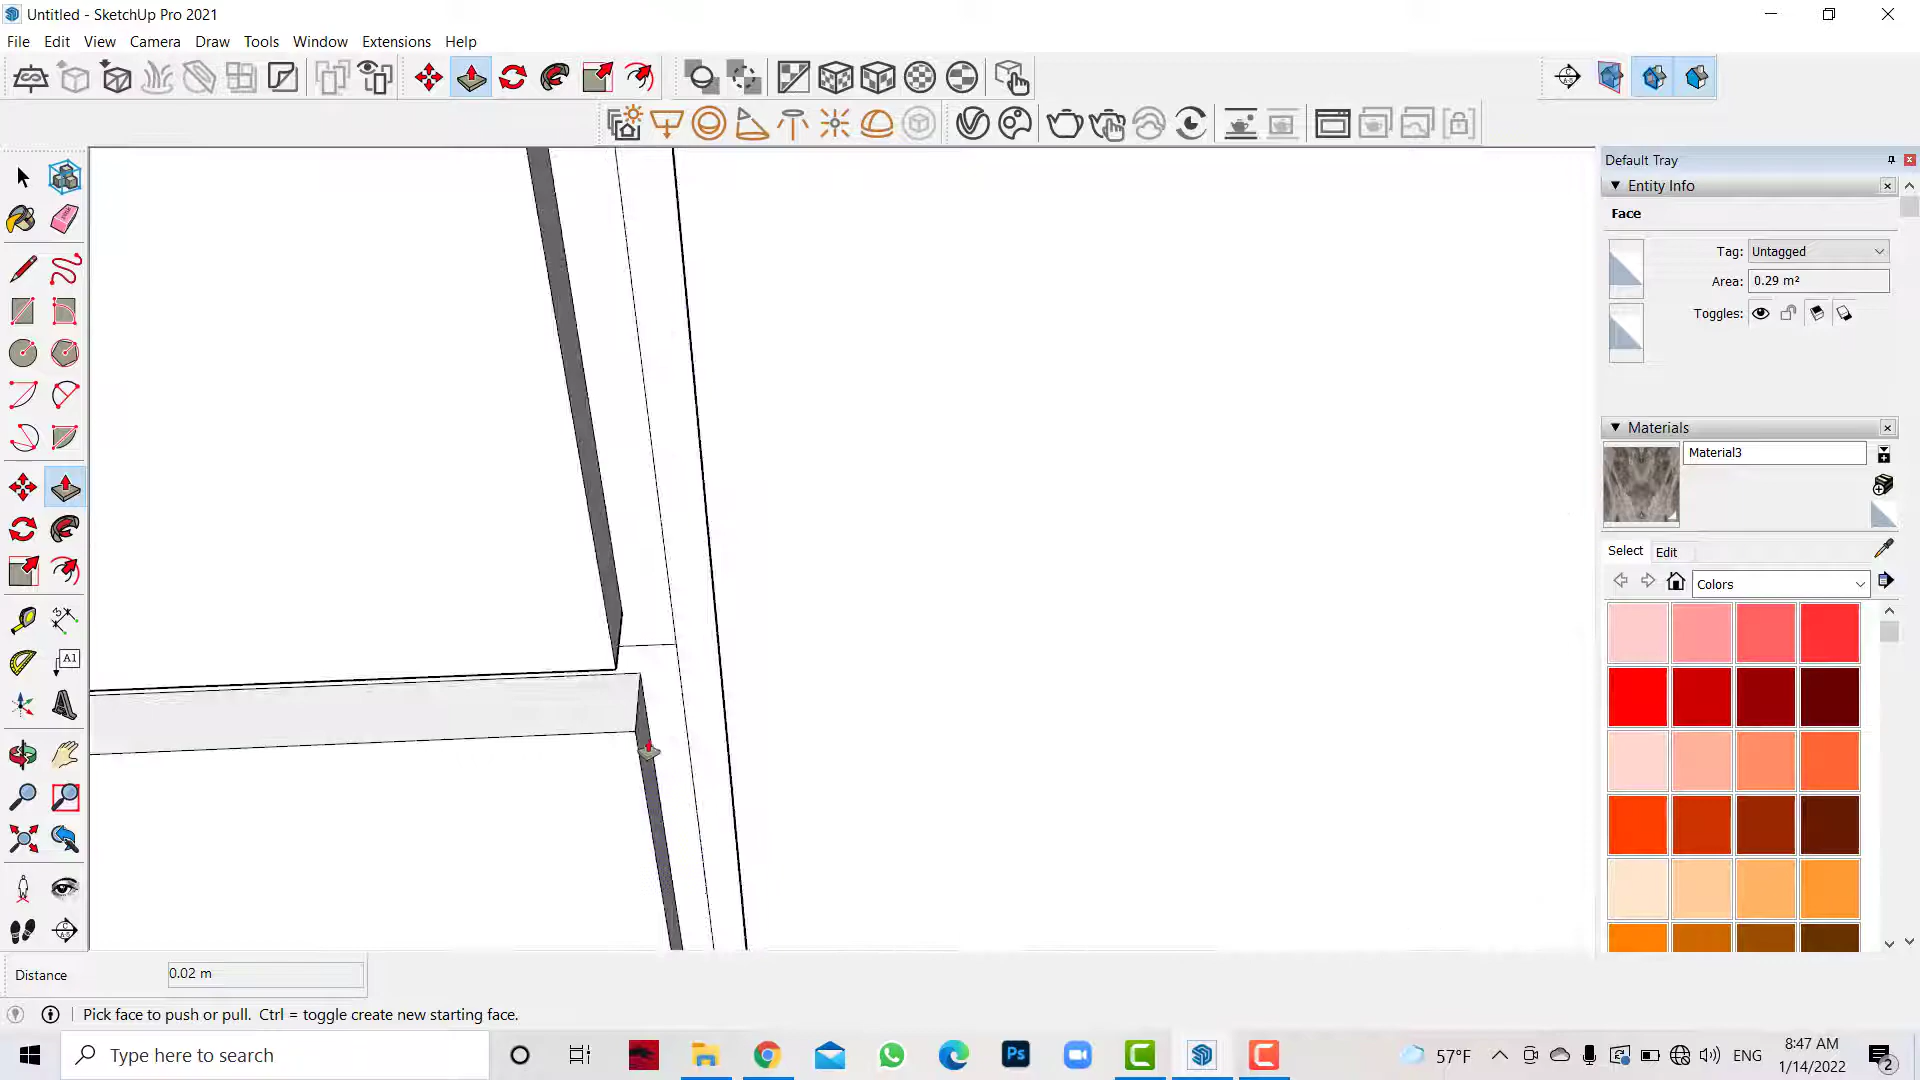 Untitled - SketchUp Pro 2021
File Edit View Camera Draw Tools Window Extensions Help
Default Tray
Entity Info
Face
Tag: Untagged
Area: 0.29 m²
Toggles:
Materials
Material3
Select Edit
Colors
A1
Distance 0.02 m
Pick face to push or pull. Ctrl = toggle create new starting face.
Type here to search
Ps
57°F
ENG
8:47 AM
1/14/2022
2